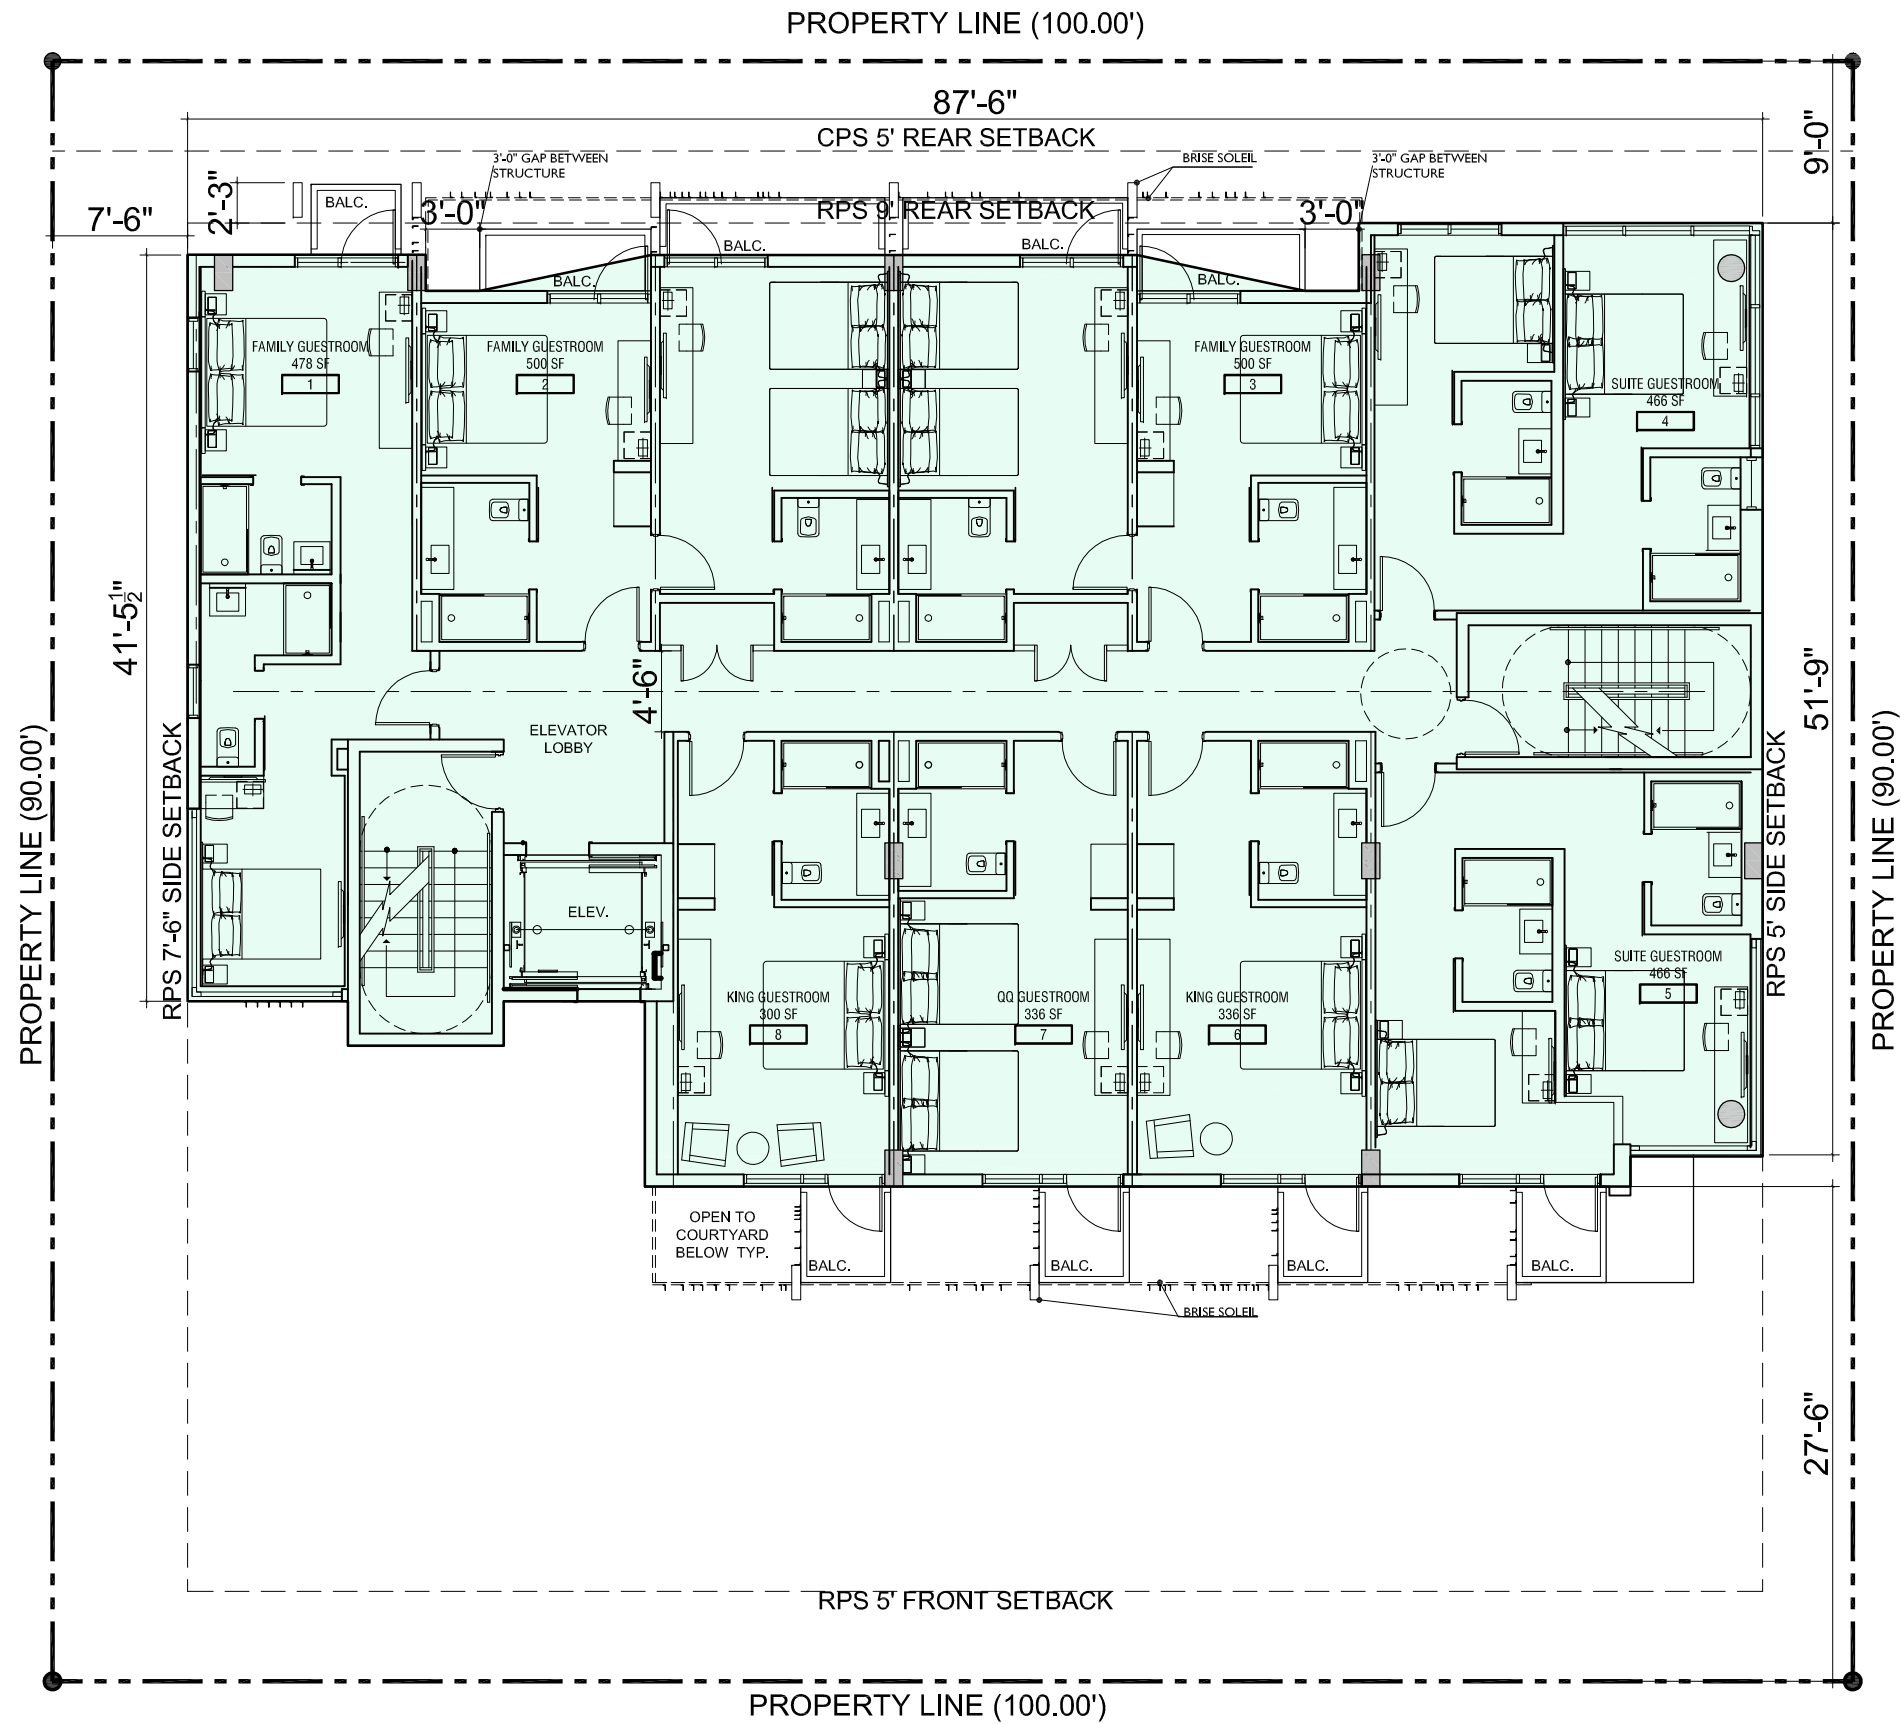 PROPERTY LINE (100.00')
87'-6"
CPS 5' REAR SETBACK
9'-0"
3'-0" GAP BETWEEN
STRUCTURE
BRISE SOLEIL
3'-0" GAP BETWEEN
STRUCTURE
7'-6"
2'-3"
BALC.
3'-0"
RPS 9' REAR SETBACK
3'-0"
BALC.
BALC.
BALC.
BALC.
FAMILY GUESTROOM
478 SF
1
FAMILY GUESTROOM
500 SF
2
FAMILY GUESTROOM
500 SF
3
SUITE GUESTROOM
466 SF
4
41'-5½"
4'-6"
51'-9"
ELEVATOR
LOBBY
PROPERTY LINE (90.00')
RPS 7'-6" SIDE SETBACK
RPS 5' SIDE SETBACK
PROPERTY LINE (90.00')
ELEV.
SUITE GUESTROOM
466 SF
5
KING GUESTROOM
300 SF
8
QQ GUESTROOM
336 SF
7
KING GUESTROOM
336 SF
6
OPEN TO
COURTYARD
BELOW TYP.
BALC.
BALC.
BALC.
BALC.
BRISE SOLEIL
27'-6"
RPS 5' FRONT SETBACK
PROPERTY LINE (100.00')